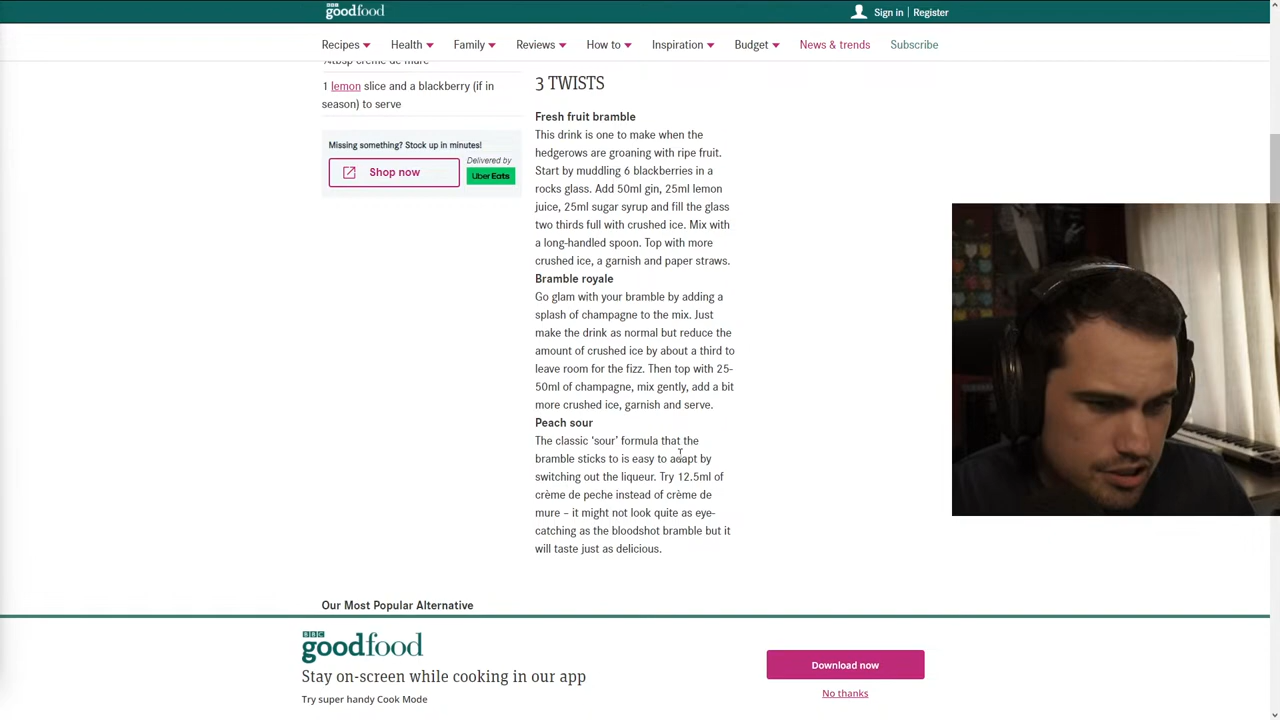 BBC goodfood
Sign in | Register
Recipes Health Family Reviews How to Inspiration Budget News & trends Subscribe
1 lemon slice and a blackberry (if in
season) to serve
Missing something? Stock up in minutes!
Shop now
Delivered by
Uber Eats
3 TWISTS
Fresh fruit bramble
This drink is one to make when the
hedgerows are groaning with ripe fruit.
Start by muddling 6 blackberries in a
rocks glass. Add 50ml gin, 25ml lemon
juice, 25ml sugar syrup and fill the glass
two thirds full with crushed ice. Mix with
a long-handled spoon. Top with more
crushed ice, a garnish and paper straws.
Bramble royale
Go glam with your bramble by adding a
splash of champagne to the mix. Just
make the drink as normal but reduce the
amount of crushed ice by about a third to
leave room for the fizz. Then top with 25-
50ml of champagne, mix gently, add a bit
more crushed ice, garnish and serve.
Peach sour
The classic ‘sour’ formula that the
bramble sticks to is easy to adapt by
switching out the liqueur. Try 12.5ml of
crème de peche instead of crème de
mure – it might not look quite as eye-
catching as the bloodshot bramble but it
will taste just as delicious.
Our Most Popular Alternative
BBC
goodfood
Stay on-screen while cooking in our app
Try super handy Cook Mode
Download now
No thanks